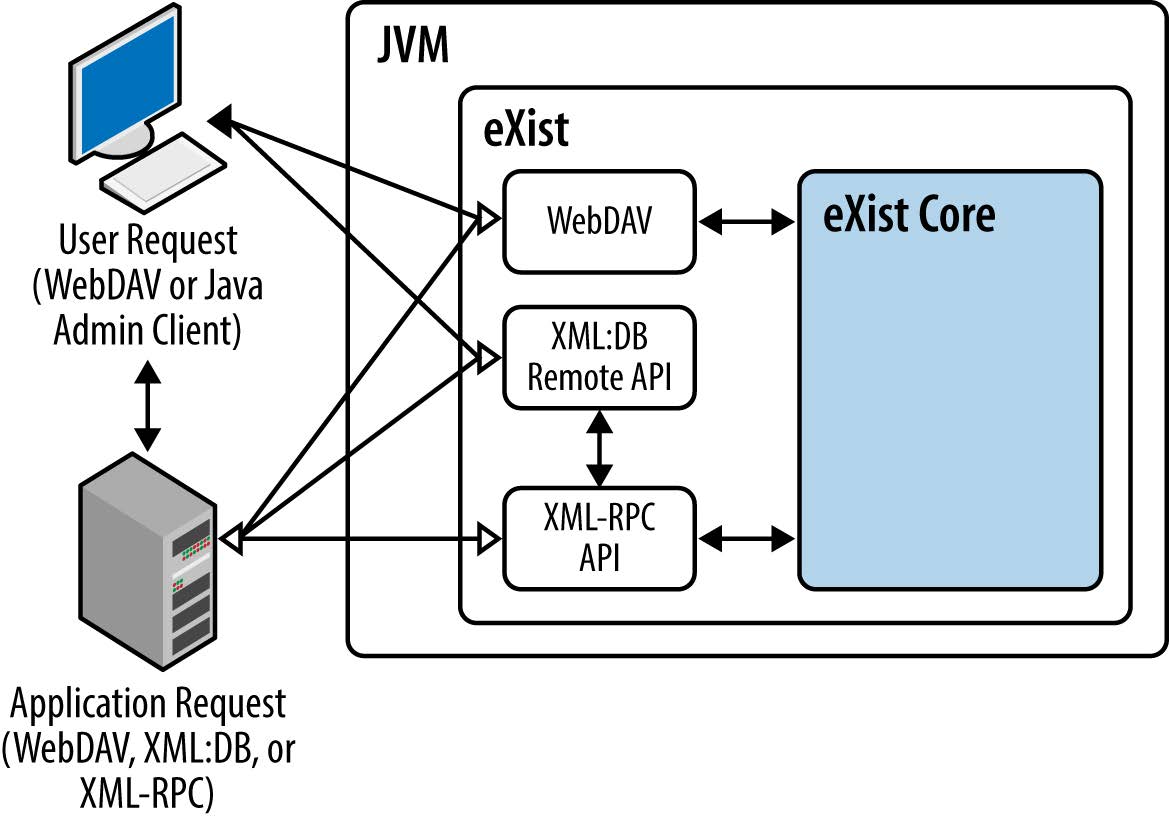 JVM
eXist
WebDAV
eXist Core
User Request
(WebDAV or Java
Admin Client)
XML:DB
Remote API
XML-RPC
API
Application Request
(WebDAV, XML:DB, or
XML-RPC)